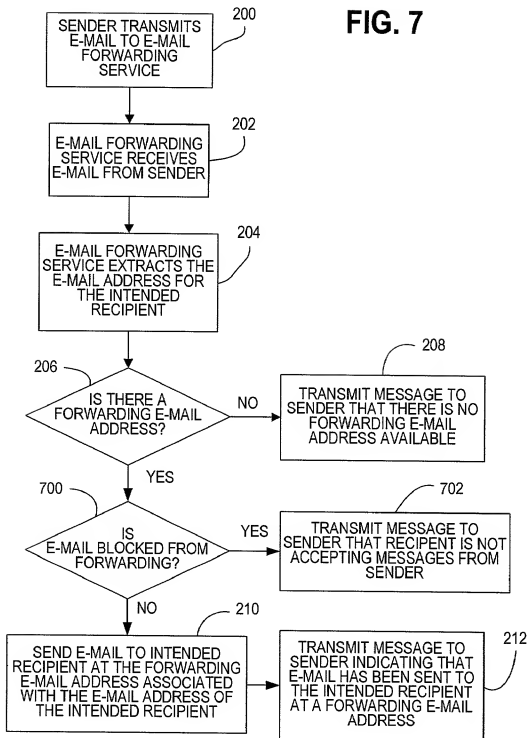 FIG. 7
200
SENDER TRANSMITS
E-MAIL TO E-MAIL
FORWARDING
SERVICE
202
E-MAIL FORWARDING
SERVICE RECEIVES
E-MAIL FROM SENDER
204
E-MAIL FORWARDING
SERVICE EXTRACTS THE
E-MAIL ADDRESS FOR
THE INTENDED
RECIPIENT
206
IS THERE A
FORWARDING E-MAIL
ADDRESS?
NO
208
TRANSMIT MESSAGE TO
SENDER THAT THERE IS NO
FORWARDING E-MAIL
ADDRESS AVAILABLE
YES
700
IS
E-MAIL BLOCKED FROM
FORWARDING?
YES
702
TRANSMIT MESSAGE TO
SENDER THAT RECIPENT IS NOT
ACCEPTING MESSAGES FROM
SENDER
NO
210
SEND E-MAIL TO INTENDED
RECIPIENT AT THE FORWARDING
E-MAIL ADDRESS ASSOCIATED
WITH THE E-MAIL ADDRESS OF
THE INTENDED RECIPIENT
212
TRANSMIT MESSAGE TO
SENDER INDICATING THAT
E-MAIL HAS BEEN SENT TO
THE INTENDED RECIPIENT
AT A FORWARDING E-MAIL
ADDRESS